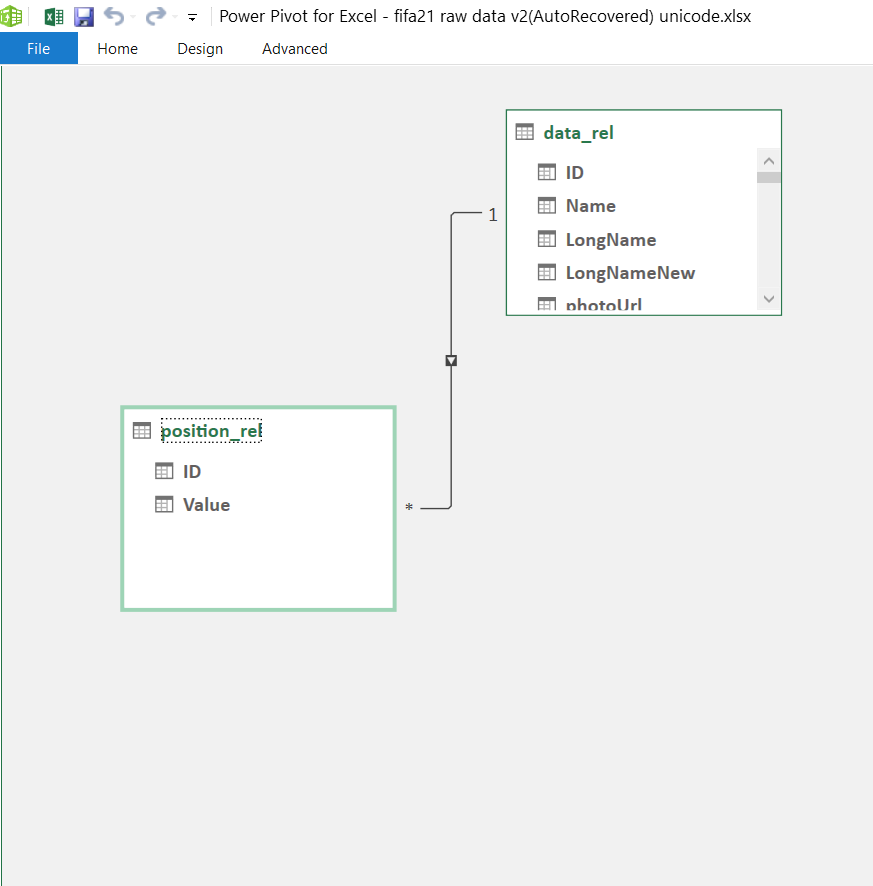 Power Pivot for Excel - fifa21 raw data v2(AutoRecovered) unicode.xlsx
File Home Design Advanced
data_rel
ID
Name
LongName
LongNameNew
photoUrl
1
position_rel
ID
Value
*